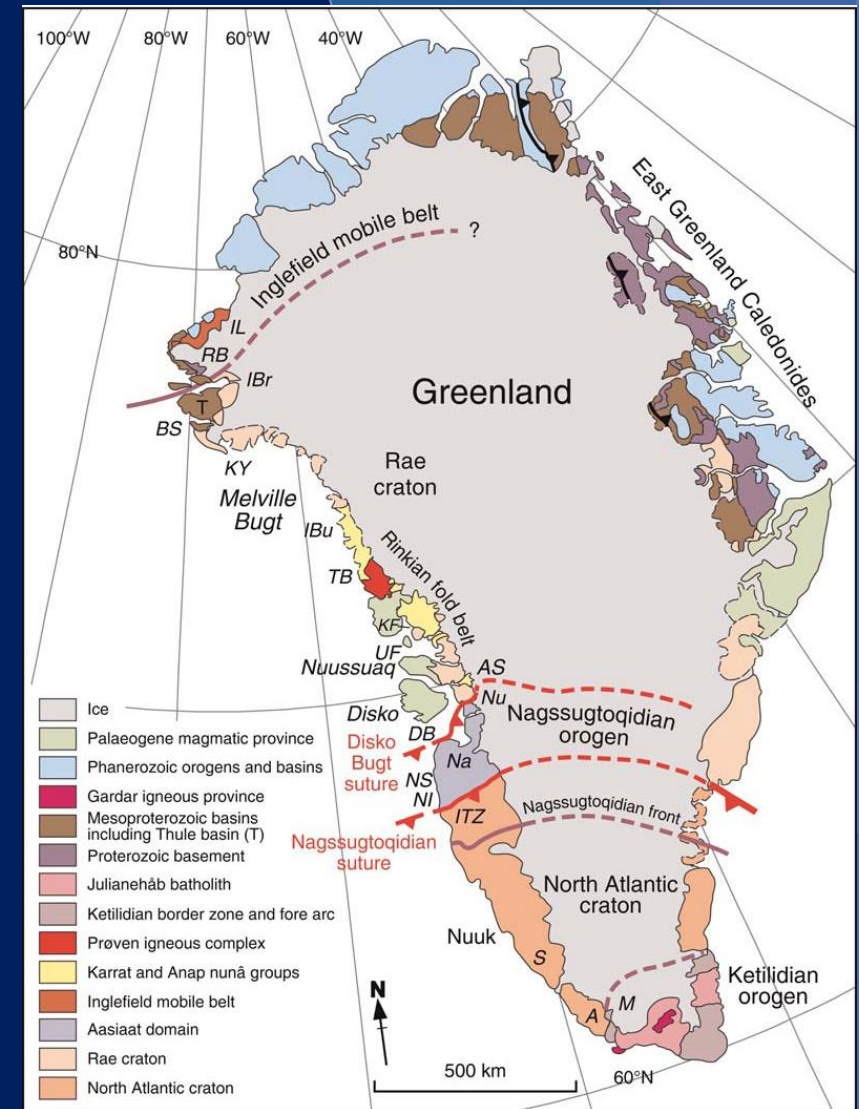 100°W
80°W
60°W
40°W
East Greenland Caledonides
Inglefield mobile belt
?
80°N
IL
RB
IBr
T
BS
KY
Greenland
Rae
craton
Melville
Bugt
IBu
TB
Rinkian fold belt
KF
UF
Nuussuaq
AS
Nu
Disko
DB
Nagssugtoqidian
orogen
Disko
Bugt
suture
Na
NS
NI
ITZ
Nagssugtoqidian front
Nagssugtoqidian
suture
North Atlantic
craton
Nuuk
S
A
M
Ketilidian
orogen
N
500 km
60°N
Ice
Palaeogene magmatic province
Phanerozoic orogens and basins
Gardar igneous province
Mesoproterozoic basins
including Thule basin (T)
Proterozoic basement
Julianehåb batholith
Ketilidian border zone and fore arc
Prøven igneous complex
Karrat and Anap nunâ groups
Inglefield mobile belt
Aasiaat domain
Rae craton
North Atlantic craton